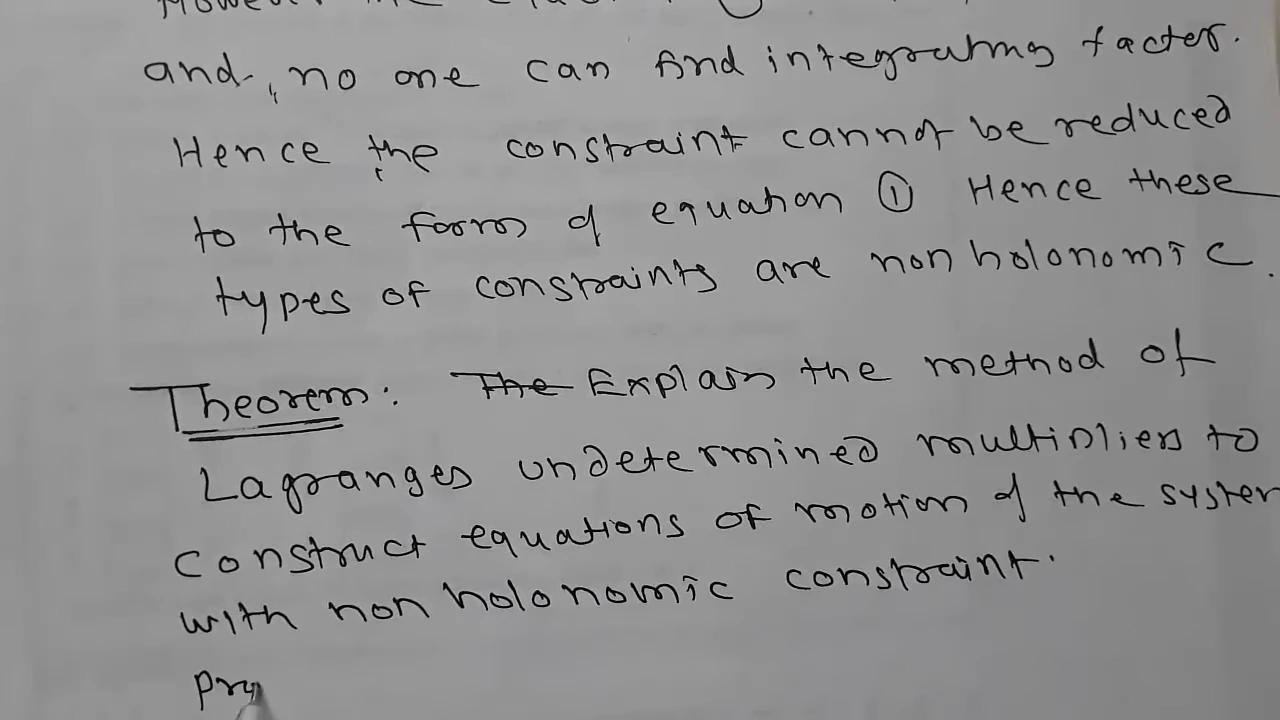 and, no one can find integrating facter.
Hence the constraint cannot be reduced
to the form of equation ① Hence these
types of constraints are non holonomic.
Theorem: The Explain the method of
Lagranges undetermined multipliers to
construct equations of motion of the system
with non holonomic constraint.